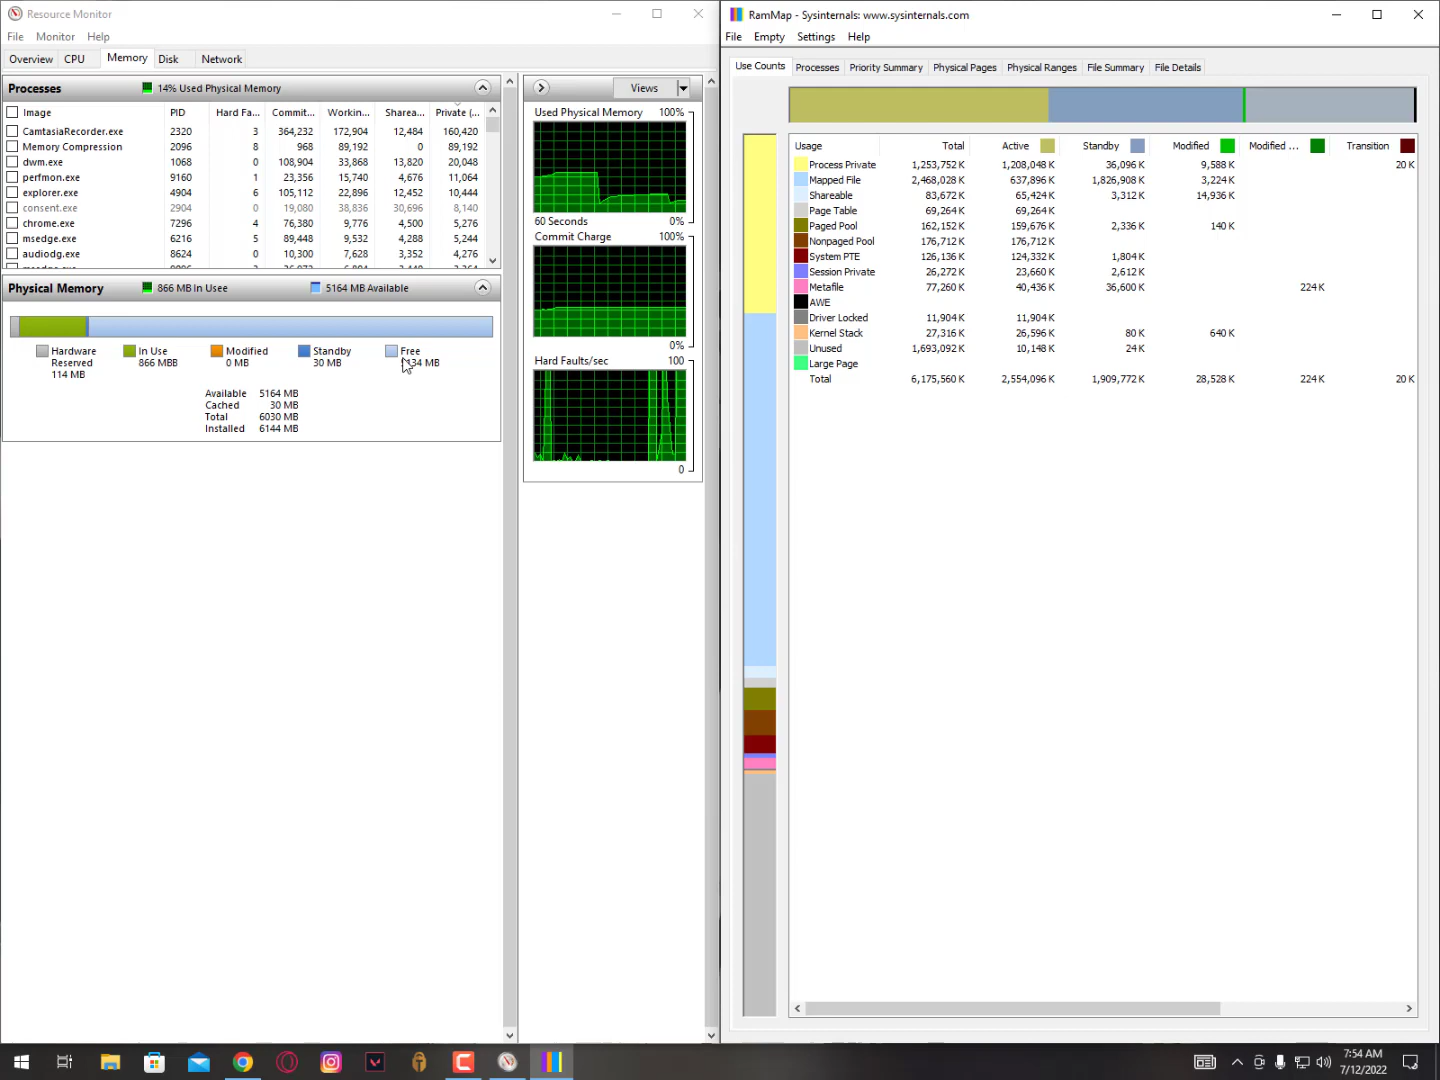 Resource Monitor
File Monitor Help
Overview CPU Memory Disk Network
Processes 14% Used Physical Memory
Image PID Hard Fa... Commit... Workin... Sharea... Private (...
CamtasiaRecorder.exe 2320 3 364,232 172,904 12,484 160,420
Memory Compression 2096 8 968 89,192 0 89,192
dwm.exe 1068 0 108,904 33,868 13,820 20,048
perfmon.exe 9160 1 23,356 15,740 4,676 11,064
explorer.exe 4904 6 105,112 22,896 12,452 10,444
consent.exe 2904 0 19,080 38,836 30,696 8,140
chrome.exe 7296 4 76,380 9,776 4,500 5,276
msedge.exe 6216 5 89,448 9,532 4,288 5,244
audiodg.exe 8624 0 10,300 7,628 3,352 4,276
Physical Memory 866 MB In Usee 5164 MB Available
Hardware Reserved 114 MB
In Use 866 MBB
Modified 0 MB
Standby 30 MB
Free
Available 5164 MB
Cached 30 MB
Total 6030 MB
Installed 6144 MB
Views
Used Physical Memory 100%
60 Seconds 0%
Commit Charge 100%
0%
Hard Faults/sec 100
0
RamMap - Sysinternals: www.sysinternals.com
File Empty Settings Help
Use Counts Processes Priority Summary Physical Pages Physical Ranges File Summary File Details
Usage Total Active Standby Modified Modified ... Transition
Process Private 1,253,752 K 1,208,048 K 36,096 K 9,588 K 20 K
Mapped File 2,468,028 K 637,896 K 1,826,908 K 3,224 K
Shareable 83,672 K 65,424 K 3,312 K 14,936 K
Page Table 69,264 K 69,264 K
Paged Pool 162,152 K 159,676 K 2,336 K 140 K
Nonpaged Pool 176,712 K 176,712 K
System PTE 126,136 K 124,332 K 1,804 K
Session Private 26,272 K 23,660 K 2,612 K
Metafile 77,260 K 40,436 K 36,600 K 224 K
AWE
Driver Locked 11,904 K 11,904 K
Kernel Stack 27,316 K 26,596 K 80 K 640 K
Unused 1,693,092 K 10,148 K 24 K
Large Page
Total 6,175,560 K 2,554,096 K 1,909,772 K 28,528 K 224 K 20 K
7:54 AM
7/12/2022